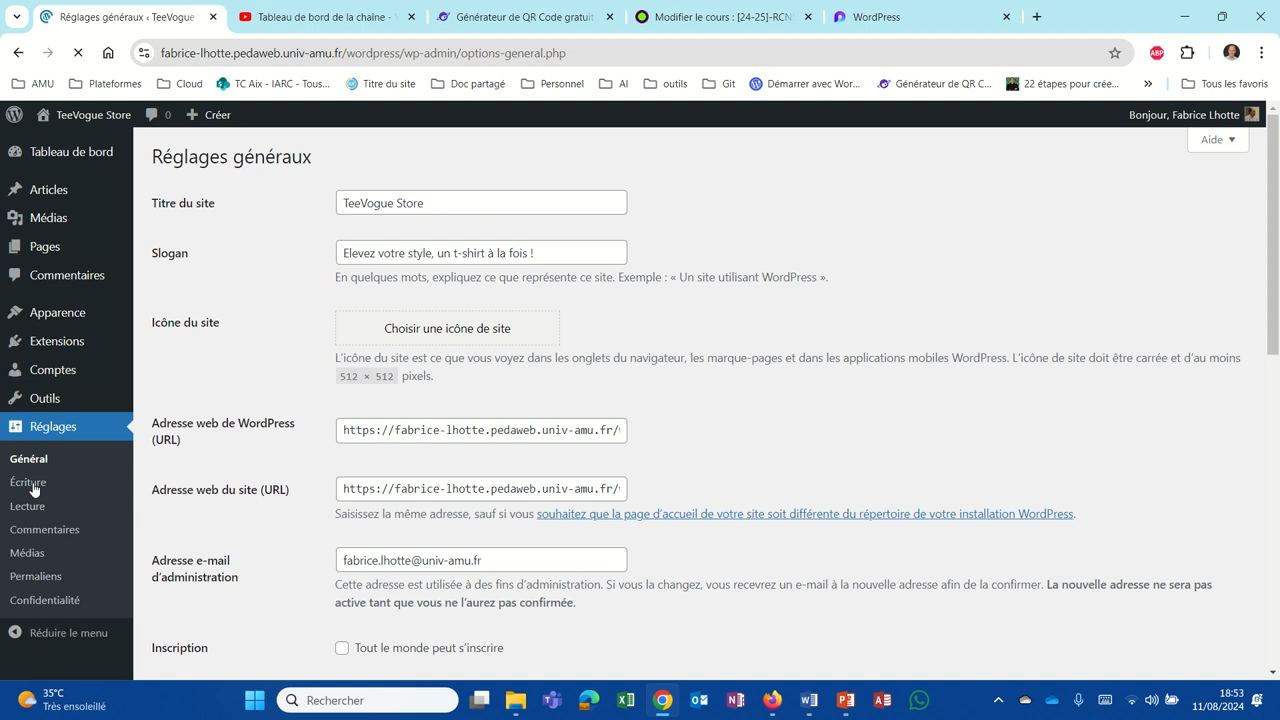 Réglages généraux ‹ TeeVogue
Tableau de bord de la chaîne -
Générateur de QR Code gratuit
Modifier le cours : [24-25]-RCN
WordPress
fabrice-lhotte.pedaweb.univ-amu.fr/wordpress/wp-admin/options-general.php
ABP
AMU
Plateformes
Cloud
TC Aix - IARC - Tous...
Titre du site
Doc partagé
Personnel
AI
outils
Git
Démarrer avec Wor...
Générateur de QR C...
22 étapes pour crée...
Tous les favoris
TeeVogue Store
0
Créer
Bonjour, Fabrice Lhotte
Aide
Tableau de bord
Articles
Médias
Pages
Commentaires
Apparence
Extensions
Comptes
Outils
Réglages
Général
Écriture
Lecture
Commentaires
Médias
Permaliens
Confidentialité
Réduire le menu
Réglages généraux
Titre du site
TeeVogue Store
Slogan
Elevez votre style, un t-shirt à la fois !
En quelques mots, expliquez ce que représente ce site. Exemple : « Un site utilisant WordPress ».
Icône du site
Choisir une icône de site
L’icône du site est ce que vous voyez dans les onglets du navigateur, les marque-pages et dans les applications mobiles WordPress. L’icône de site doit être carrée et d’au moins
512 × 512 pixels.
Adresse web de WordPress
(URL)
https://fabrice-lhotte.pedaweb.univ-amu.fr/
Adresse web du site (URL)
https://fabrice-lhotte.pedaweb.univ-amu.fr/
Saisissez la même adresse, sauf si vous souhaitez que la page d’accueil de votre site soit différente du répertoire de votre installation WordPress.
Adresse e-mail
d’administration
fabrice.lhotte@univ-amu.fr
Cette adresse est utilisée à des fins d’administration. Si vous la changez, vous recevrez un e-mail à la nouvelle adresse afin de la confirmer. La nouvelle adresse ne sera pas
active tant que vous ne l’aurez pas confirmée.
Inscription
Tout le monde peut s’inscrire
35°C
Très ensoleillé
Rechercher
18:53
11/08/2024